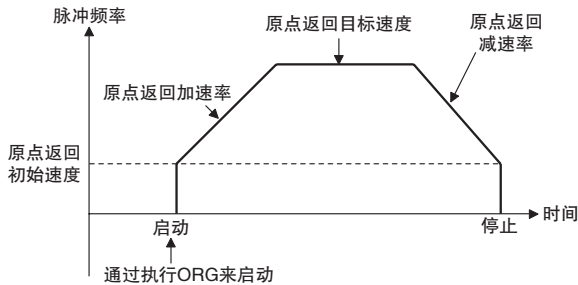 脉冲频率
原点返回目标速度
原点返回
减速率
原点返回加速率
原点返回
初始速度
时间
启动
停止
通过执行ORG来启动